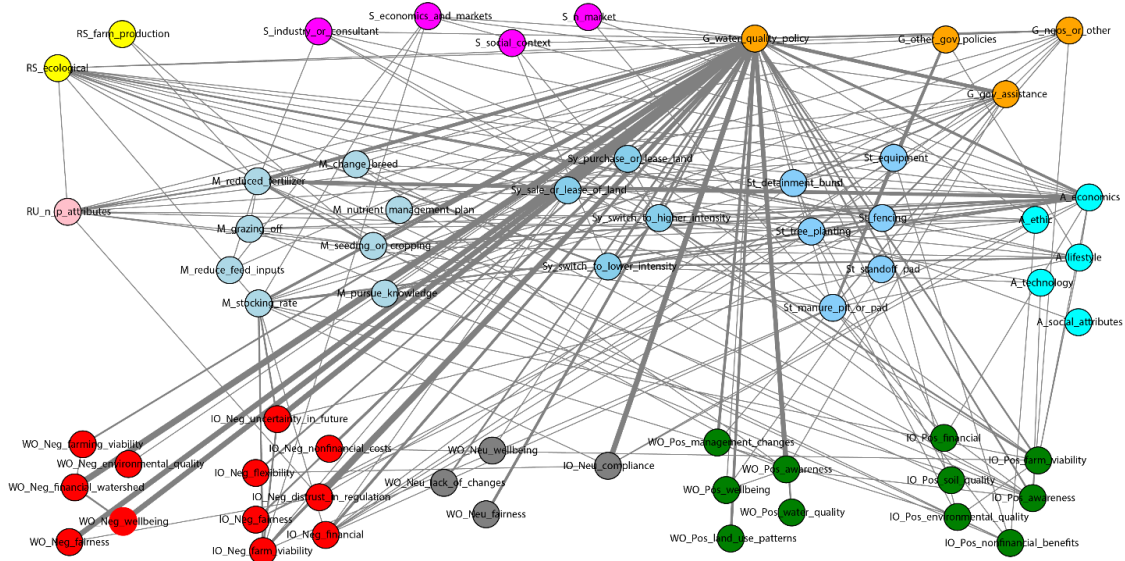 S_economics_and_markets
S_n_market
RS_farm_production
S_industry_or_consultant
S_social_context
G_water_quality_policy
G_other_gov_policies
G_ngos_or_other
RS_ecological
G_gov_assistance
M_change_breed
Sy_purchase_or_lease_land
St_equipment
M_reduced_fertilizer
Sy_sale_or_lease_of_land
St_detainment_bund
A_economics
RU_n_p_attributes
M_nutrient_management_plan
Sy_switch_to_higher_intensity
St_fencing
A_ethic
M_grazing_off
M_seeding_or_cropping
St_tree_planting
A_lifestyle
M_reduce_feed_inputs
Sy_switch_to_lower_intensity
St_standoff_pad
A_technology
M_stocking_rate
M_pursue_knowledge
St_manure_pit_or_pad
A_social_attributes
IO_Neg_uncertainty_in_future
WO_Neg_farming_viability
IO_Neg_nonfinancial_costs
WO_Neu_wellbeing
WO_Pos_management_changes
IO_Pos_financial
WO_Neg_environmental_quality
IO_Neg_flexibility
IO_Neu_compliance
WO_Pos_awareness
IO_Pos_farm_viability
WO_Neg_financial_watershed
IO_Neg_distrust_in_regulation
WO_Neu_lack_of_changes
WO_Pos_wellbeing
IO_Pos_soil_quality
IO_Pos_awareness
WO_Neg_wellbeing
IO_Neg_fairness
WO_Neu_fairness
WO_Pos_water_quality
IO_Pos_environmental_quality
WO_Neg_fairness
IO_Neg_financial
IO_Neg_farm_viability
WO_Pos_land_use_patterns
IO_Pos_nonfinancial_benefits